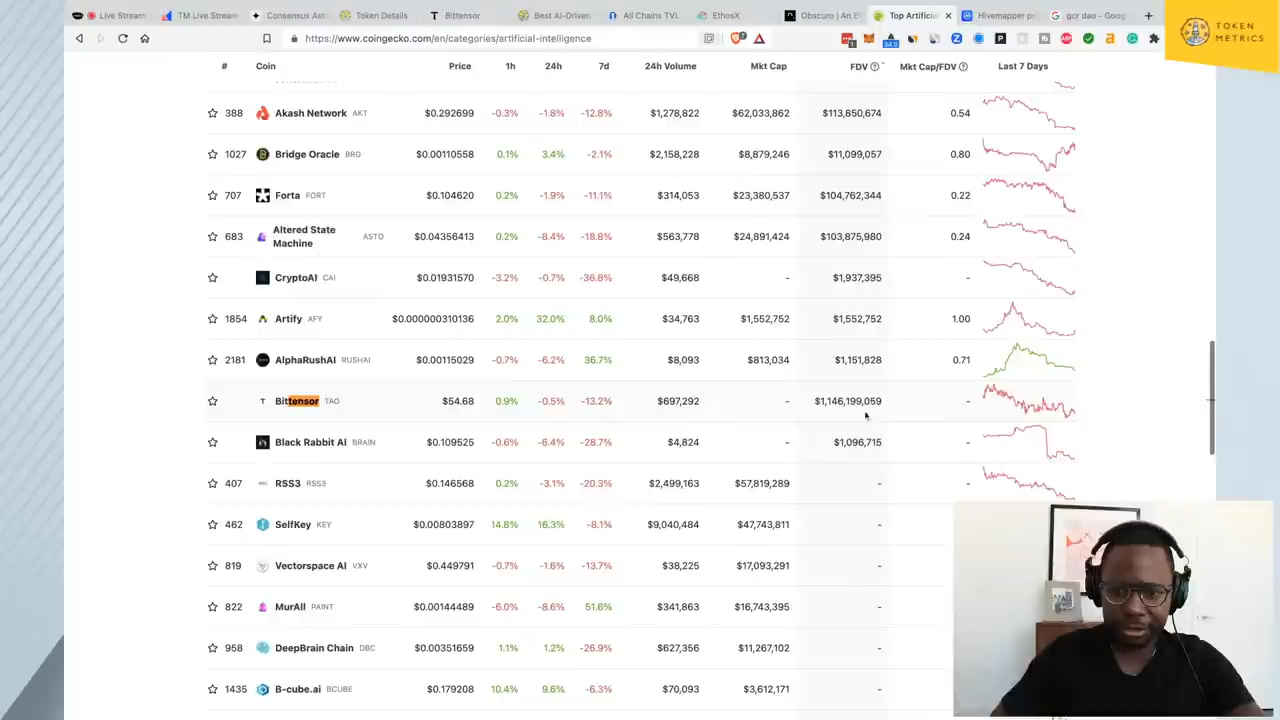 Live Stream
TM Live Stream
Consensus Ast
Token Details
Bittensor
Best AI-Driven
All Chains TVL
EthosX
Obscuro | An E
Top Artific
Hivemapper pr
gcr dao – Goog
https://www.coingecko.com/en/categories/artificial-intelligence
TOKEN
METRICS
# Coin Price 1h 24h 7d 24h Volume Mkt Cap FDV Mkt Cap/FDV Last 7 Days
388 Akash Network AKT $0.292699 -0.3% -1.8% -12.8% $1,278,822 $62,033,862 $113,850,674 0.54
1027 Bridge Oracle BRG $0.00110558 0.1% 3.4% -2.1% $2,158,228 $8,879,246 $11,099,057 0.80
707 Forta FORT $0.104620 0.2% -1.9% -11.1% $314,053 $23,380,537 $104,762,344 0.22
683 Altered State
Machine ASTO $0.04356413 0.2% -8.4% -18.8% $563,778 $24,891,424 $103,875,980 0.24
CryptoAI CAI $0.01931570 -3.2% -0.7% -36.8% $49,668 - $1,937,395 -
1854 Artify AFY $0.000000310136 2.0% 32.0% 8.0% $34,763 $1,552,752 $1,552,752 1.00
2181 AlphaRushAI RUSHAI $0.00115029 -0.7% -6.2% 36.7% $8,093 $813,034 $1,151,828 0.71
T Bittensor TAO $54.68 0.9% -0.5% -13.2% $697,292 - $1,146,199,059 -
Black Rabbit AI BRAIN $0.109525 -0.6% -6.4% -28.7% $4,824 - $1,096,715 -
407 RSS3 RSS3 $0.146568 0.2% -3.1% -20.3% $2,499,163 $57,819,289 - -
462 SelfKey KEY $0.00803897 14.8% 16.3% -8.1% $9,040,484 $47,743,811 -
819 Vectorspace AI VXV $0.449791 -0.7% -1.6% -13.7% $38,225 $17,093,291 -
822 MurAll PAINT $0.00144489 -6.0% -8.6% 51.6% $341,863 $16,743,395 -
958 DeepBrain Chain DBC $0.00351659 1.1% 1.2% -26.9% $627,356 $11,267,102 -
1435 B-cube.ai BCUBE $0.179208 10.4% 9.6% -6.3% $70,093 $3,612,171 -